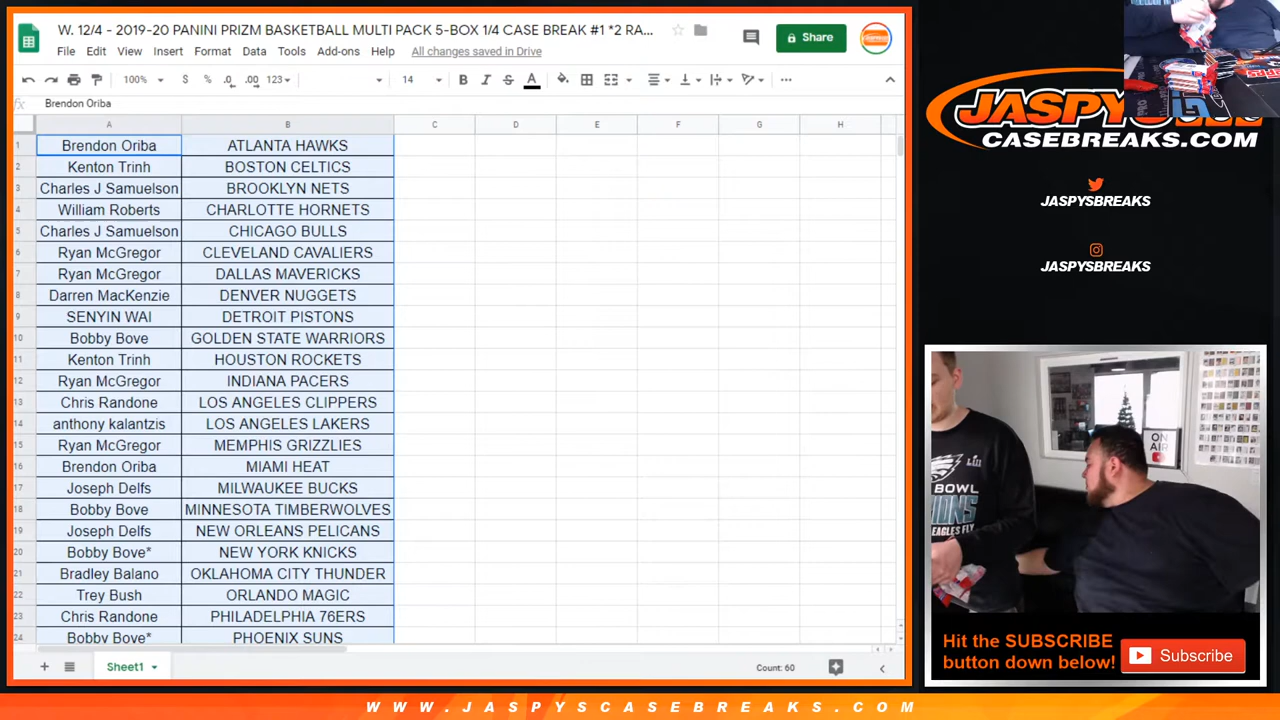 W. 12/4 - 2019-20 PANINI PRIZM BASKETBALL MULTI PACK 5-BOX 1/4 CASE BREAK #1 *2 RA...
Share
File Edit View Insert Format Data Tools Add-ons Help All changes saved in Drive
100% $ % .0 .00 123 14 B I S A
fx Brendon Oriba
A B C D E F G H
1 Brendon Oriba ATLANTA HAWKS
2 Kenton Trinh BOSTON CELTICS
3 Charles J Samuelson BROOKLYN NETS
4 William Roberts CHARLOTTE HORNETS
5 Charles J Samuelson CHICAGO BULLS
6 Ryan McGregor CLEVELAND CAVALIERS
7 Ryan McGregor DALLAS MAVERICKS
8 Darren MacKenzie DENVER NUGGETS
9 SENYIN WAI DETROIT PISTONS
10 Bobby Bove GOLDEN STATE WARRIORS
11 Kenton Trinh HOUSTON ROCKETS
12 Ryan McGregor INDIANA PACERS
13 Chris Randone LOS ANGELES CLIPPERS
14 anthony kalantzis LOS ANGELES LAKERS
15 Ryan McGregor MEMPHIS GRIZZLIES
16 Brendon Oriba MIAMI HEAT
17 Joseph Delfs MILWAUKEE BUCKS
18 Bobby Bove MINNESOTA TIMBERWOLVES
19 Joseph Delfs NEW ORLEANS PELICANS
20 Bobby Bove* NEW YORK KNICKS
21 Bradley Balano OKLAHOMA CITY THUNDER
22 Trey Bush ORLANDO MAGIC
23 Chris Randone PHILADELPHIA 76ERS
24 Bobby Bove* PHOENIX SUNS
Sheet1
Count: 60
CASEBREAKS.COM
JASPYSBREAKS
JASPYSBREAKS
ON
AIR
LII
BOWL
EAGLES FLY
Hit the SUBSCRIBE
button down below!
Subscribe
WWW.JASPYSCASEBREAKS.COM